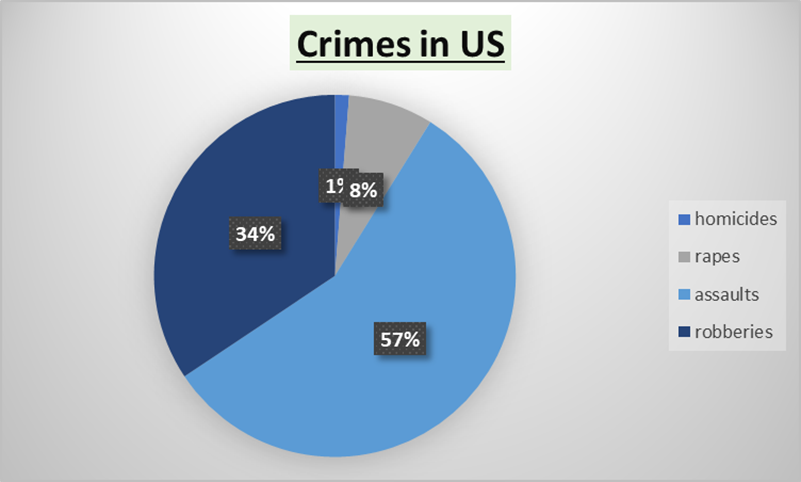 Crimes in US
1%
8%
34%
57%
homicides
rapes
assaults
robberies